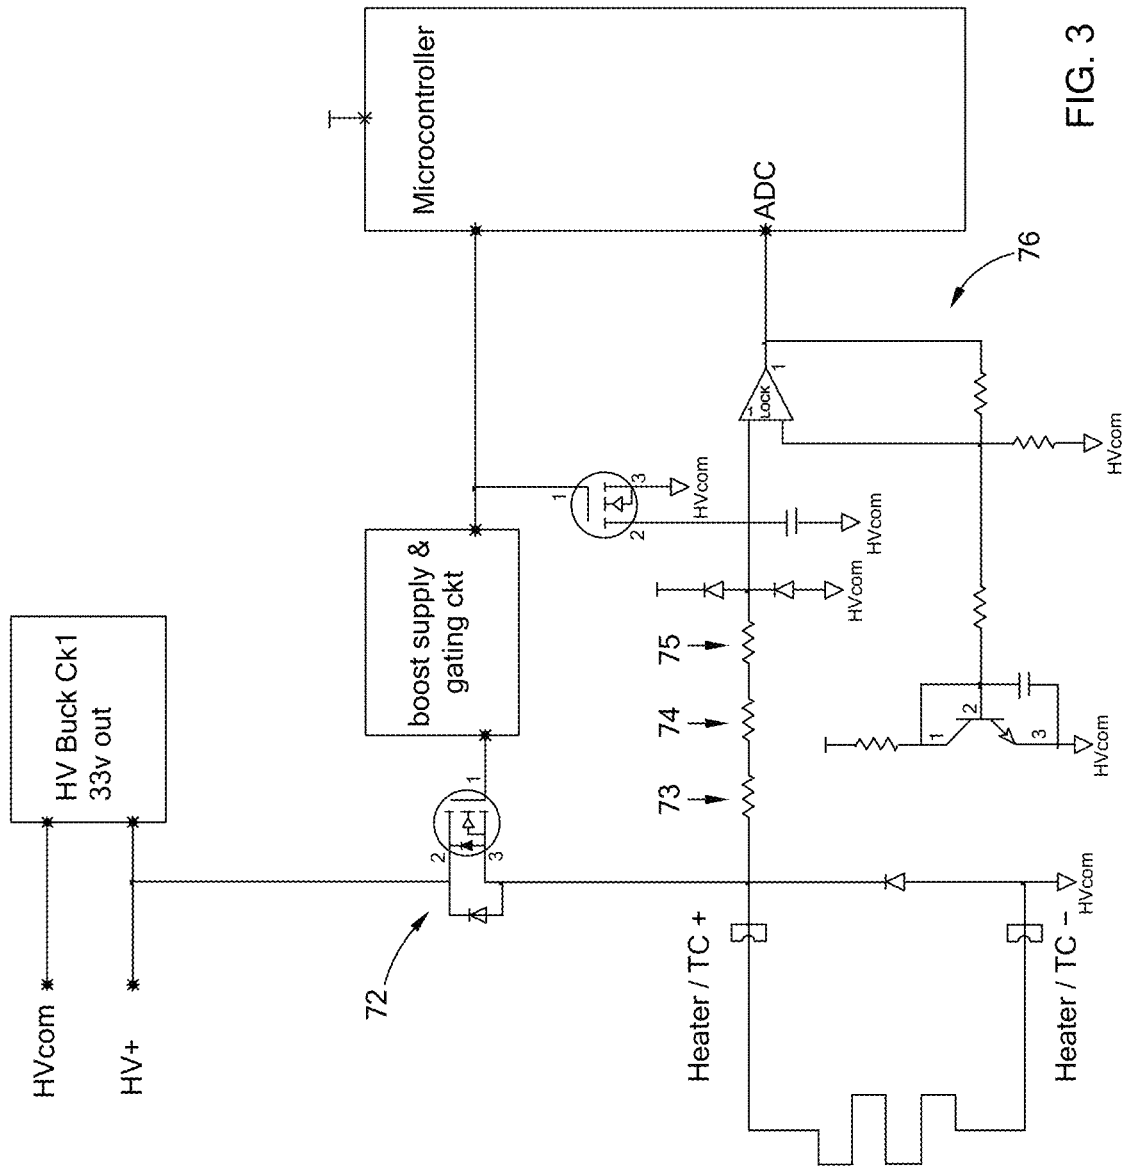 HVcom
HV+
HV Buck Ck1
33v out
72
2
3
1
boost supply &
gating ckt
Microcontroller
ADC
1
2
3
HVcom
73
74
75
HVcom
HVcom
LOCK
1
76
HVcom
1
2
3
HVcom
Heater / TC +
Heater / TC -
HVcom
FIG. 3